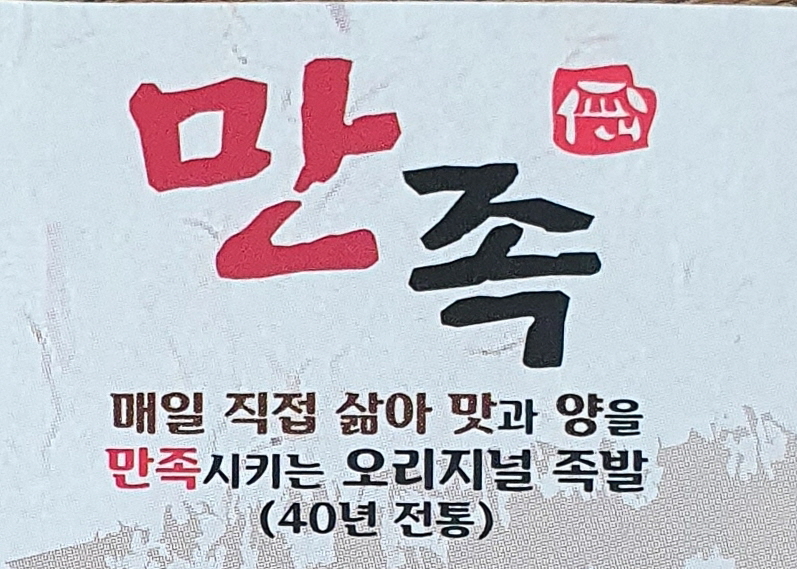 만족
매일 직접 삶아 맛과 양을
만족시키는 오리지널 족발
(40년 전통)